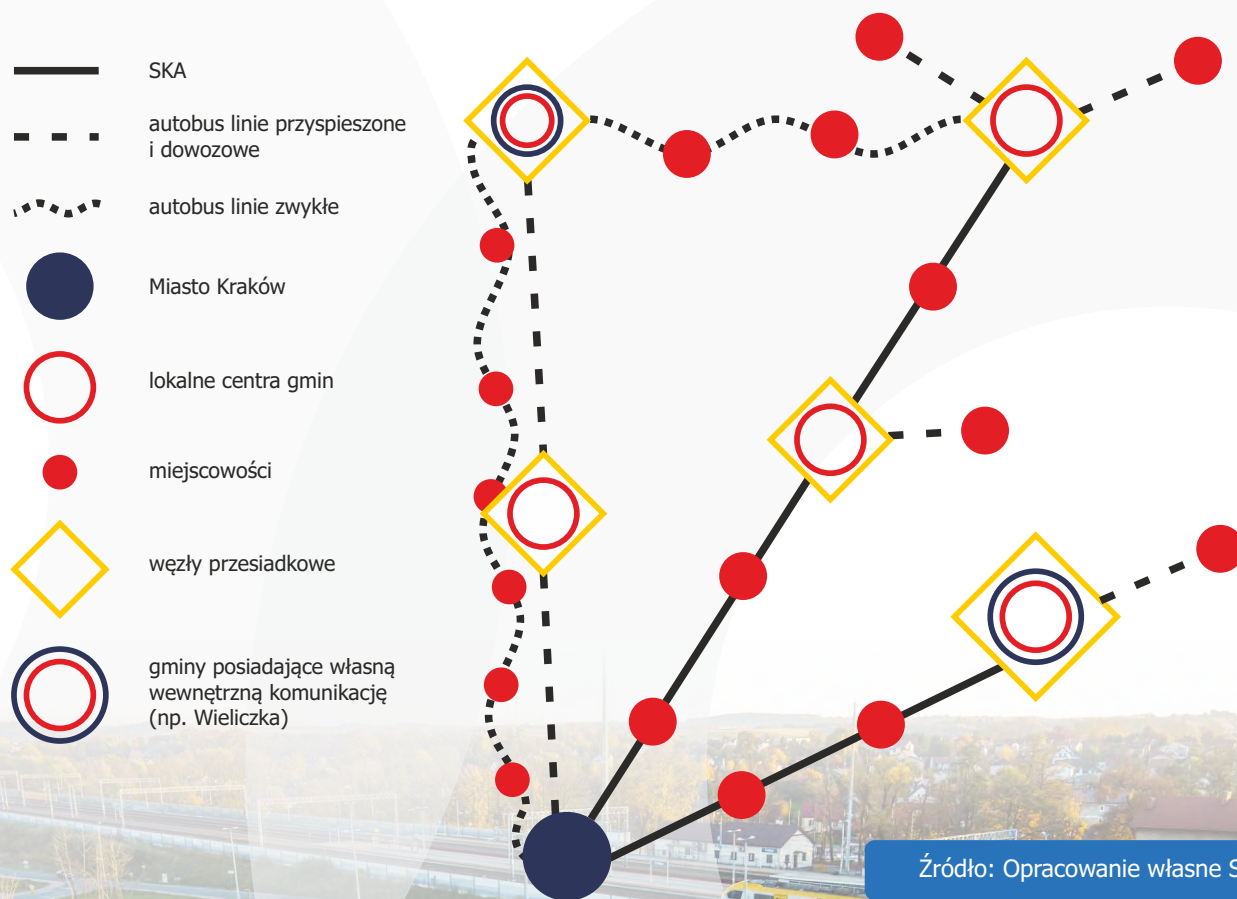 SKA
autobus linie przyspieszone
i dowozowe
autobus linie zwykłe
Miasto Kraków
lokalne centra gmin
miejscowości
węzły przesiadkowe
gminy posiadające własną
wewnętrzną komunikację
(np. Wieliczka)
Źródło: Opracowanie własne S